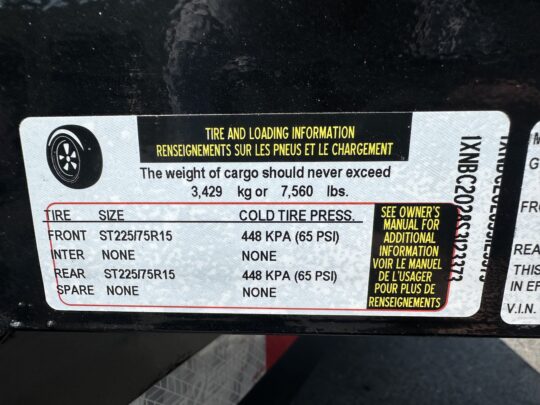 TIRE AND LOADING INFORMATION
RENSEIGNEMENTS SUR LES PNEUS ET LE CHARGEMENT
The weight of cargo should never exceed
3,429 kg or 7,560 lbs.
TIRE SIZE COLD TIRE PRESS.
FRONT ST225/75R15 448 KPA (65 PSI)
INTER NONE NONE
REAR ST225/75R15 448 KPA (65 PSI)
SPARE NONE NONE
SEE OWNER'S
MANUAL FOR
ADDITIONAL
INFORMATION
VOIR LE MANUEL
DE L'USAGER
POUR PLUS DE
RENSEIGNEMENTS
M
G
FRO
REA
THIS
IN EF
V.I.N.